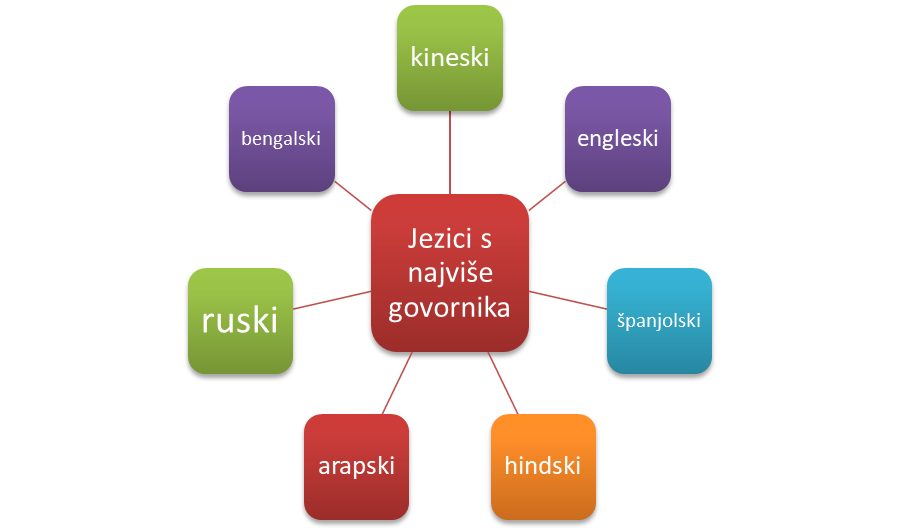 kineski
bengalski
engleski
Jezici s
najviše
govornika
ruski
španjolski
arapski
hindski